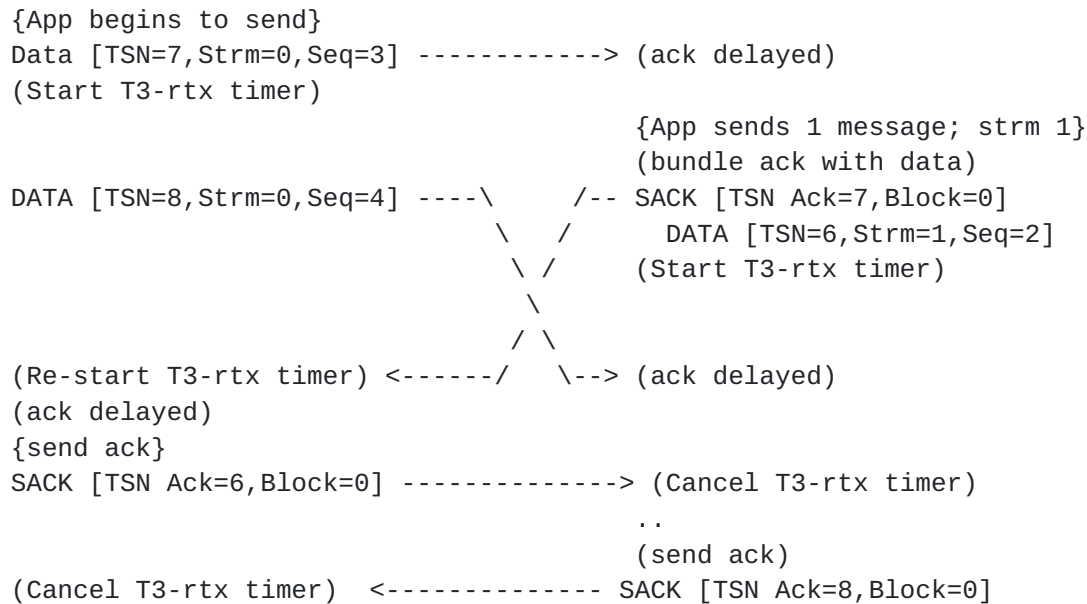 {App begins to send}
Data [TSN=7,Strm=0,Seq=3] ------------> (ack delayed)
(Start T3-rtx timer)
{App sends 1 message; strm 1}
(bundle ack with data)
DATA [TSN=8,Strm=0,Seq=4] ----\     /-- SACK [TSN Ack=7,Block=0]
\   /      DATA [TSN=6,Strm=1,Seq=2]
\ /     (Start T3-rtx timer)
\
/ \
(Re-start T3-rtx timer) <------/   \--> (ack delayed)
(ack delayed)
{send ack}
SACK [TSN Ack=6,Block=0] --------------> (Cancel T3-rtx timer)
..
(send ack)
(Cancel T3-rtx timer)  <-------------- SACK [TSN Ack=8,Block=0]